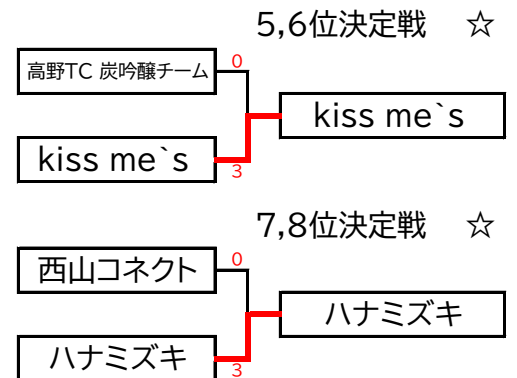 5,6位決定戦 ☆
高野TC 炭吟醸チーム
0
kiss me`s
kiss me`s
3
7,8位決定戦 ☆
西山コネクト
0
ハナミズキ
ハナミズキ
3